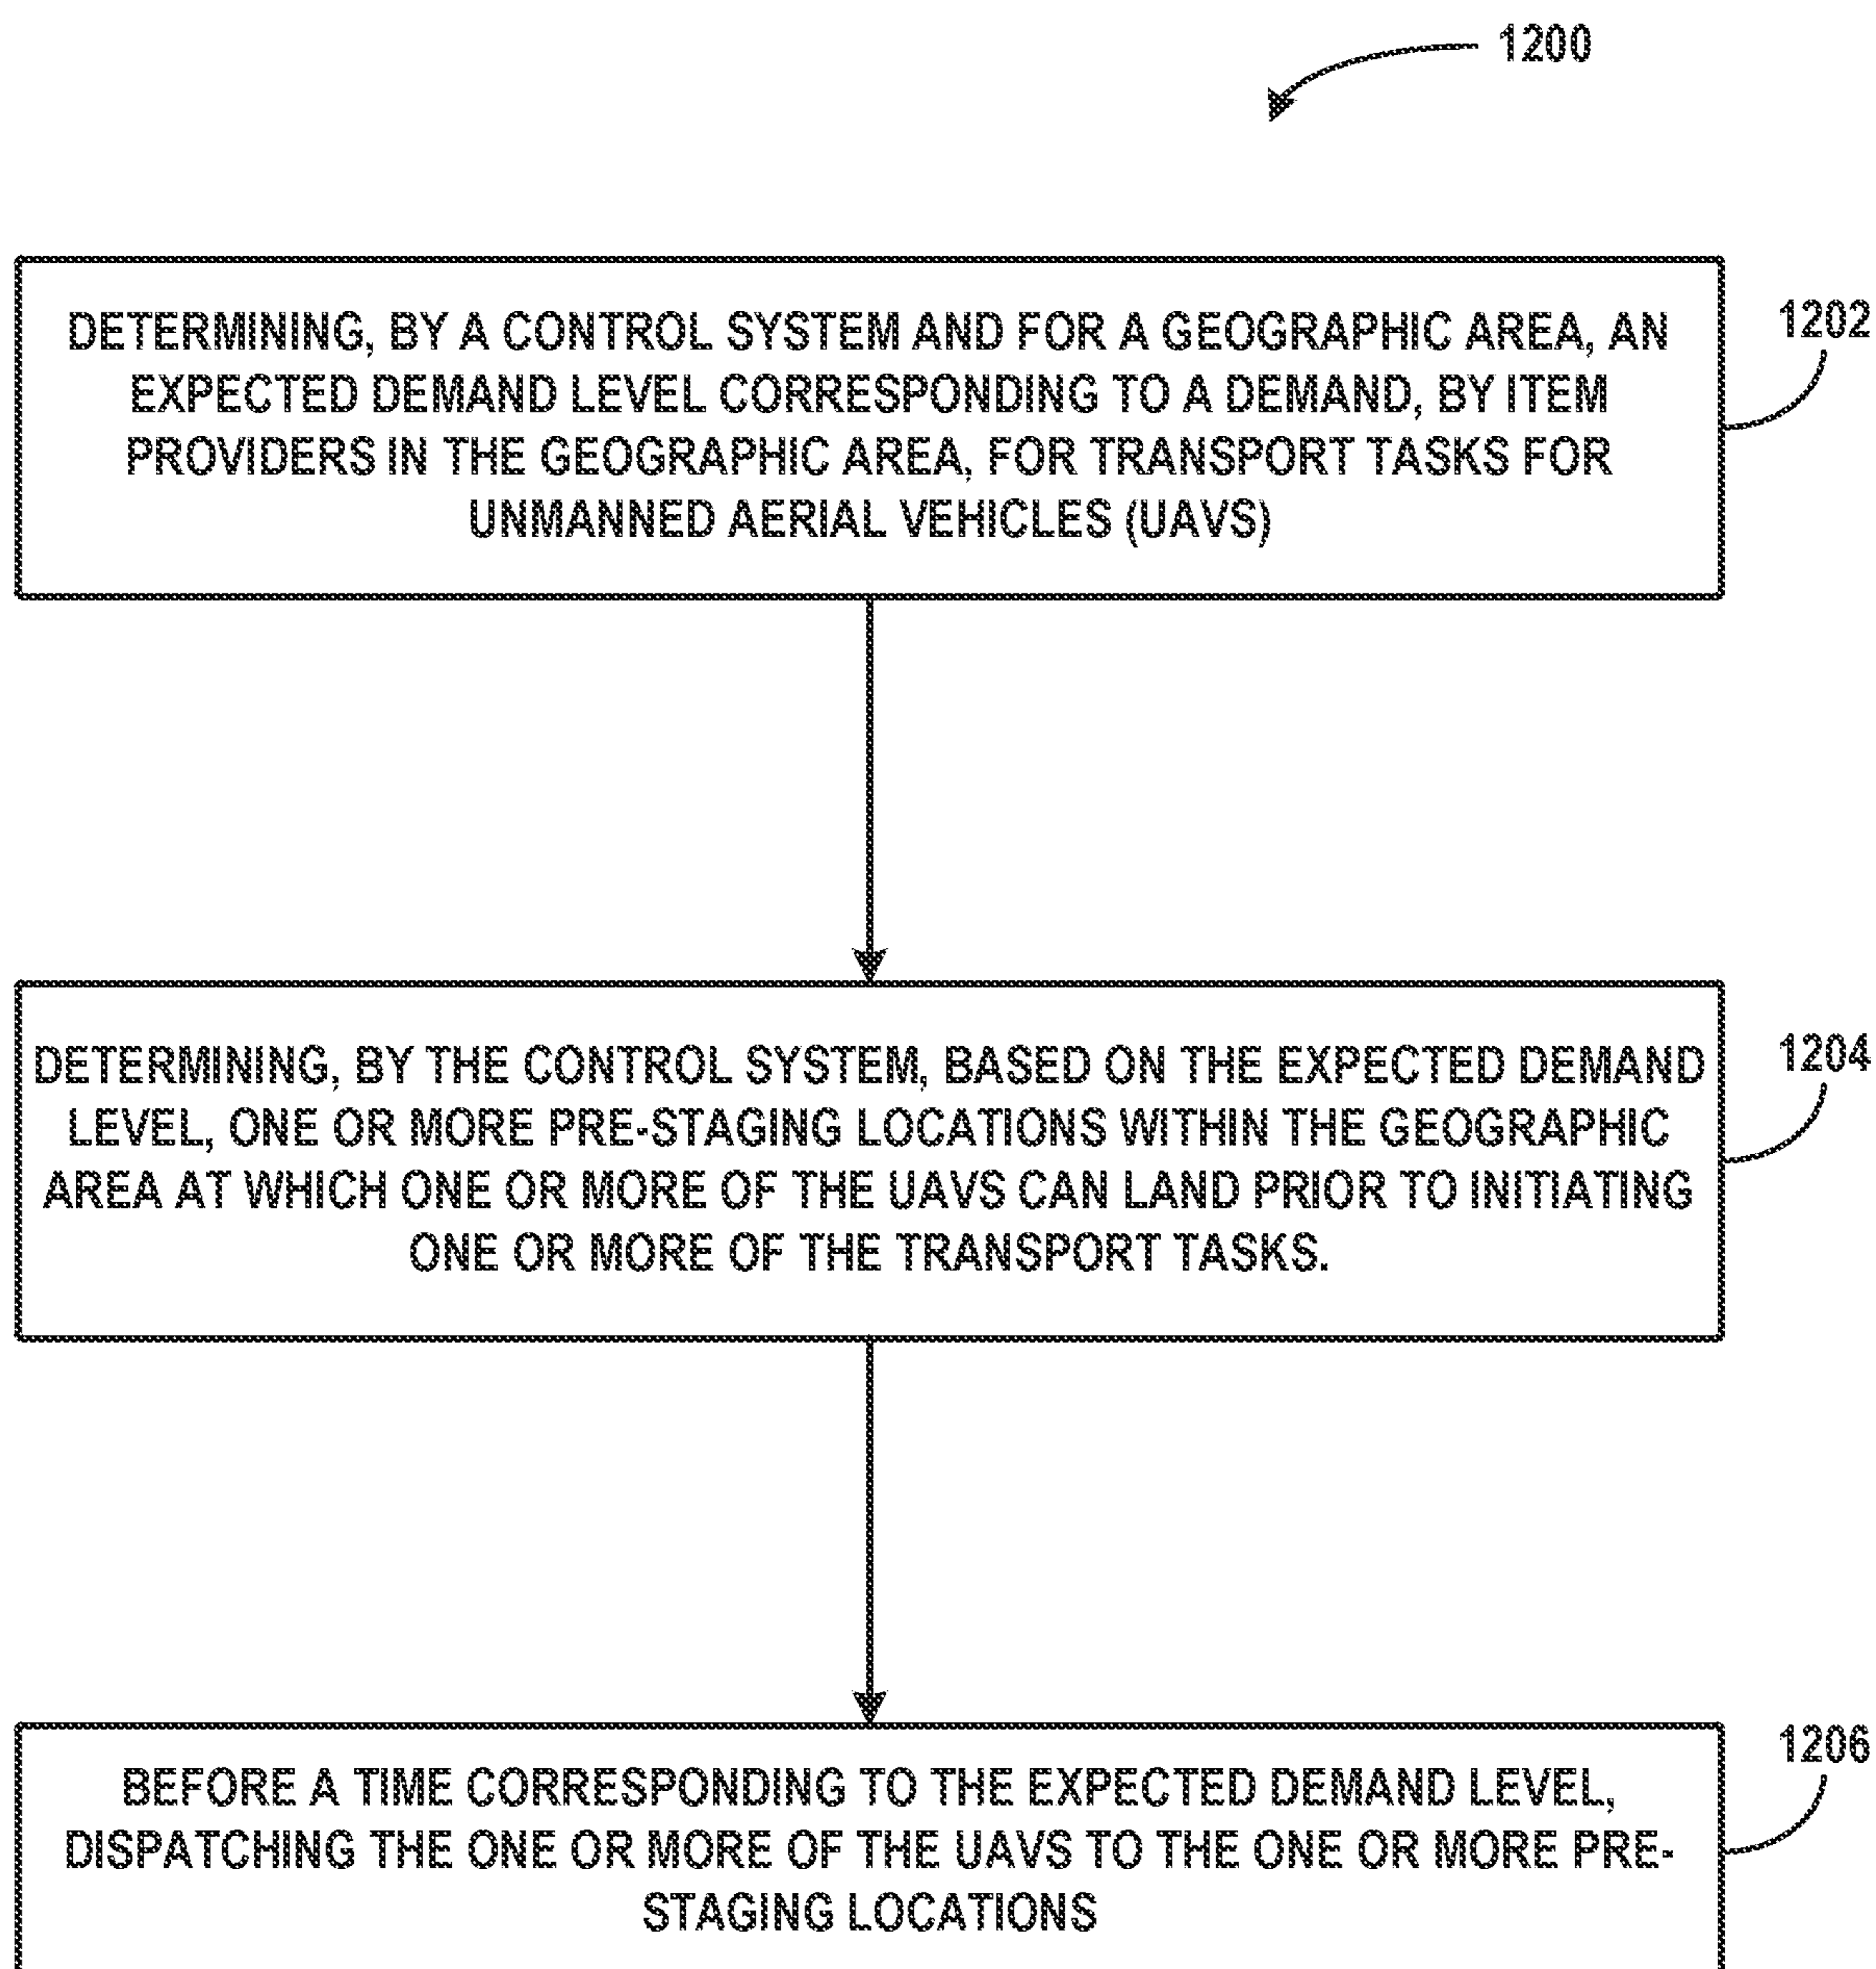 1200
DETERMINING, BY A CONTROL SYSTEM AND FOR A GEOGRAPHIC AREA, AN
EXPECTED DEMAND LEVEL CORRESPONDING TO A DEMAND, BY ITEM
PROVIDERS IN THE GEOGRAPHIC AREA, FOR TRANSPORT TASKS FOR
UNMANNED AERIAL VEHICLES (UAVS)
1202
DETERMINING, BY THE CONTROL SYSTEM, BASED ON THE EXPECTED DEMAND
LEVEL, ONE OR MORE PRE-STAGING LOCATIONS WITHIN THE GEOGRAPHIC
AREA AT WHICH ONE OR MORE OF THE UAVS CAN LAND PRIOR TO INITIATING
ONE OR MORE OF THE TRANSPORT TASKS.
1204
BEFORE A TIME CORRESPONDING TO THE EXPECTED DEMAND LEVEL,
DISPATCHING THE ONE OR MORE OF THE UAVS TO THE ONE OR MORE PRE-
STAGING LOCATIONS
1206